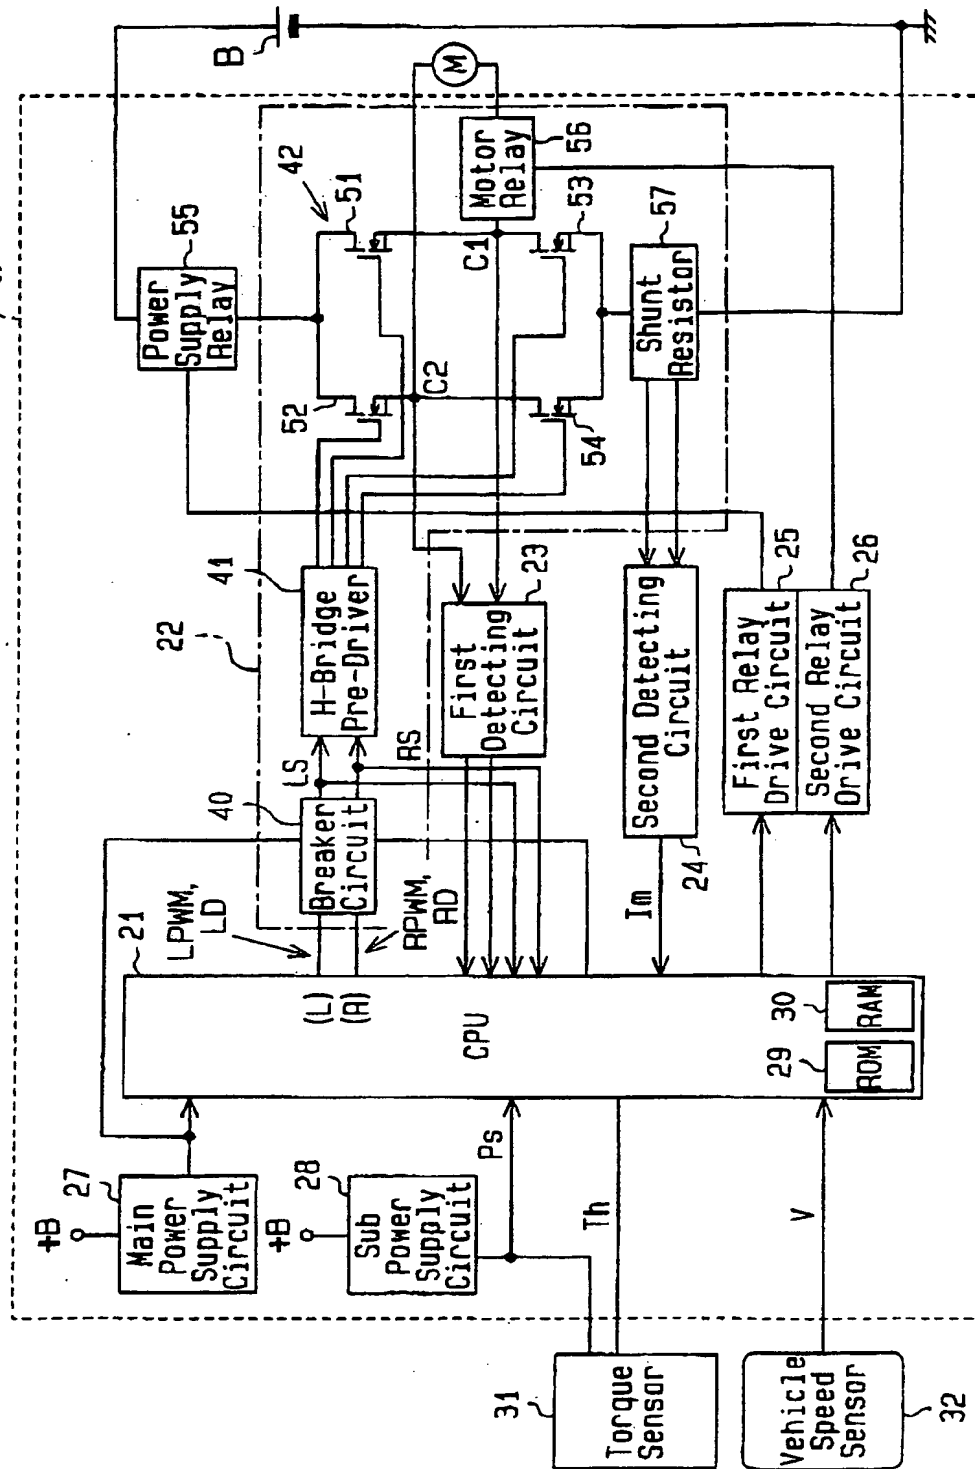 31
Torque
Sensor
Vehicle
Speed
Sensor
32
+B
27
Main
Power
Supply
Circuit
+B
28
Sub
Power
Supply
Circuit
Ps
Th
V
21
CPU
(L)
(R)
29
ROM
30
RAM
LPWM,
LD
RPWM,
RD
22
40
Breaker
Circuit
LS
RS
41
H-Bridge
Pre-Driver
23
First
Detecting
Circuit
Second Detecting
Circuit
24
Im
First Relay
Drive Circuit
25
Second Relay
Drive Circuit
26
55
Power
Supply
Relay
B
42
51
52
53
54
C1
C2
Motor
Relay
56
M
Shunt
Resistor
57